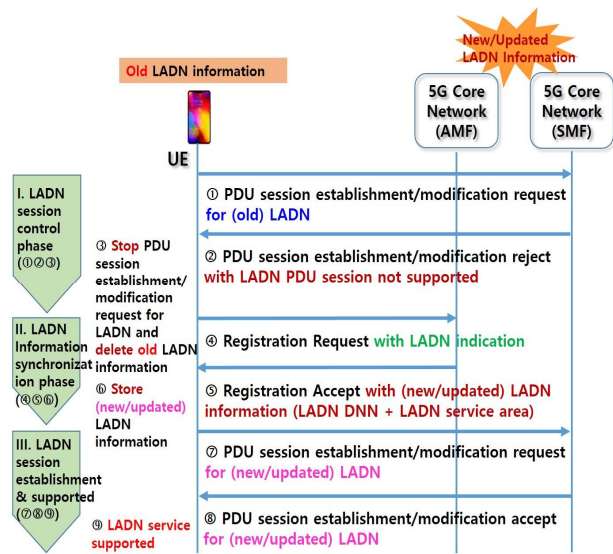 New/Updated
LADN Information
Old LADN information
5G Core
Network
(AMF)
5G Core
Network
(SMF)
UE
I. LADN
session
control
phase
(①②③)
① PDU session establishment/modification request
for (old) LADN
② PDU session establishment/modification reject
with LADN PDU session not supported
③ Stop PDU
session
establishment/
modification
request for
LADN and
delete old LADN
information
II. LADN
Information
synchronizat
ion phase
(④⑤⑥)
④ Registration Request with LADN indication
⑤ Registration Accept with (new/updated) LADN
information (LADN DNN + LADN service area)
⑥ Store
(new/updated)
LADN
information
III. LADN
session
establishment
& supported
(⑦⑧⑨)
⑦ PDU session establishment/modification request
for (new/updated) LADN
⑧ PDU session establishment/modification accept
for (new/updated) LADN
⑨ LADN service
supported